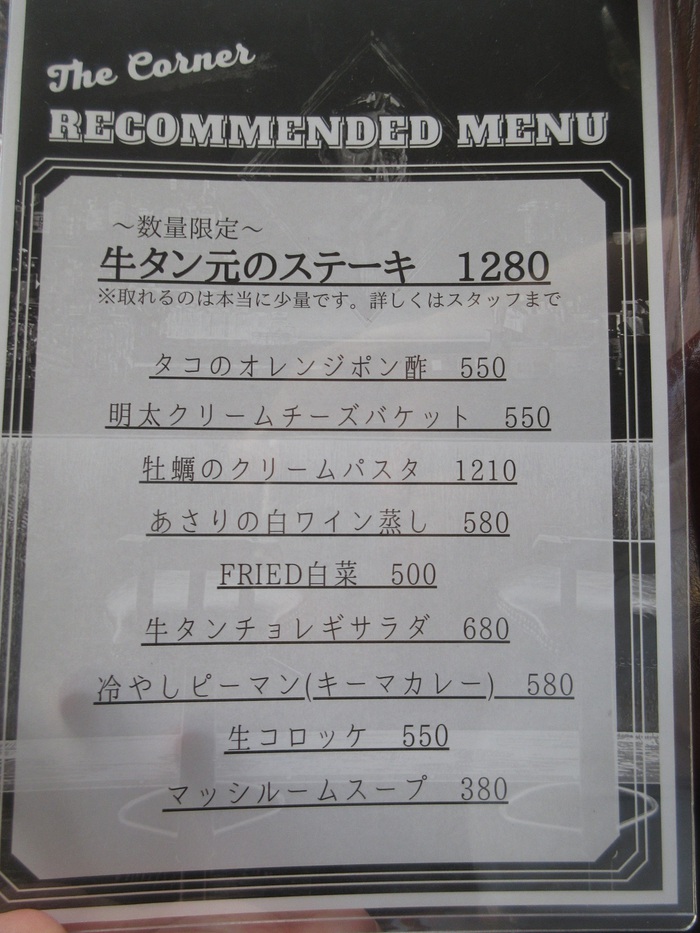 The Corner
RECOMMENDED MENU
～数量限定～
牛タン元のステーキ　1280
※取れるのは本当に少量です。詳しくはスタッフまで
タコのオレンジポン酢　550
明太クリームチーズバケット　550
牡蠣のクリームパスタ　1210
あさりの白ワイン蒸し　580
FRIED白菜　500
牛タンチョレギサラダ　680
冷やしピーマン(キーマカレー)　580
生コロッケ　550
マッシルームスープ　380